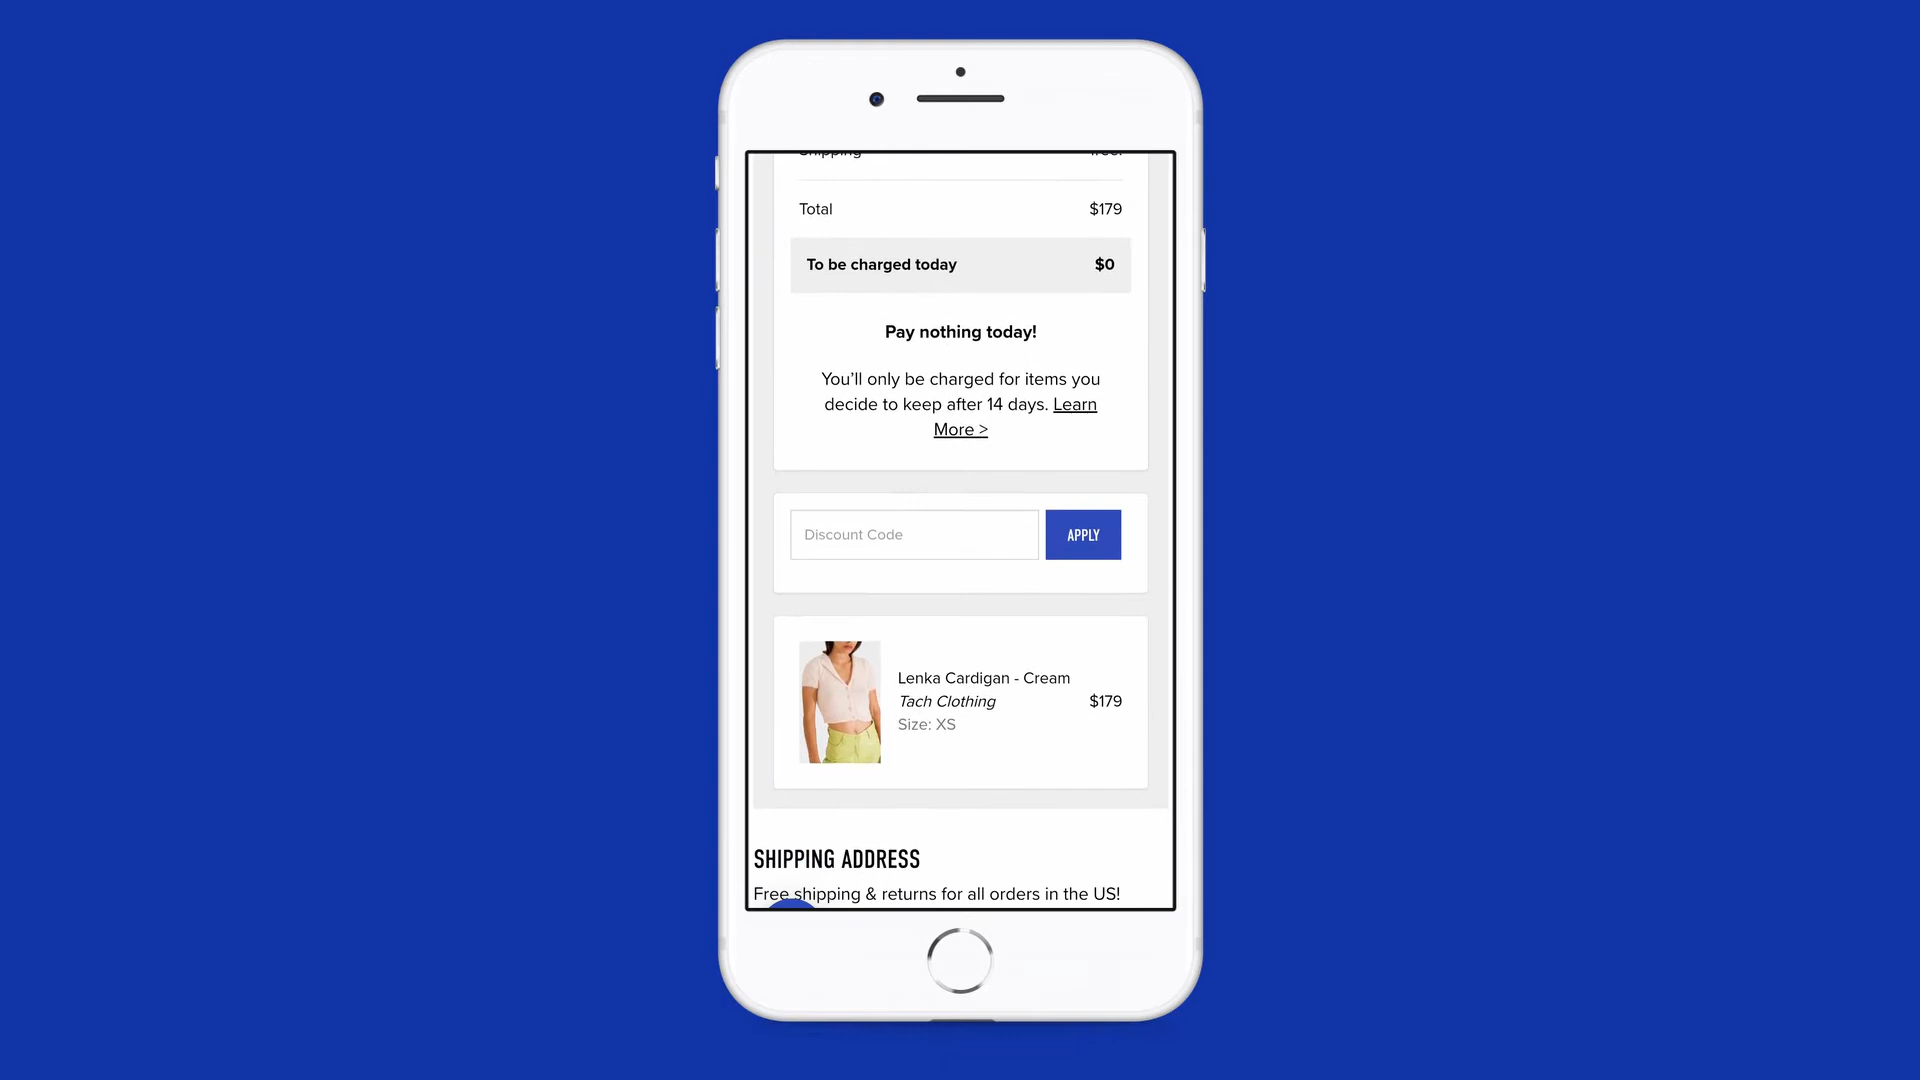 Shipping free!
Total $179
To be charged today $0
Pay nothing today!
You'll only be charged for items you
decide to keep after 14 days. Learn
More >
Discount Code APPLY
Lenka Cardigan - Cream
Tach Clothing $179
Size: XS
SHIPPING ADDRESS
Free shipping & returns for all orders in the US!